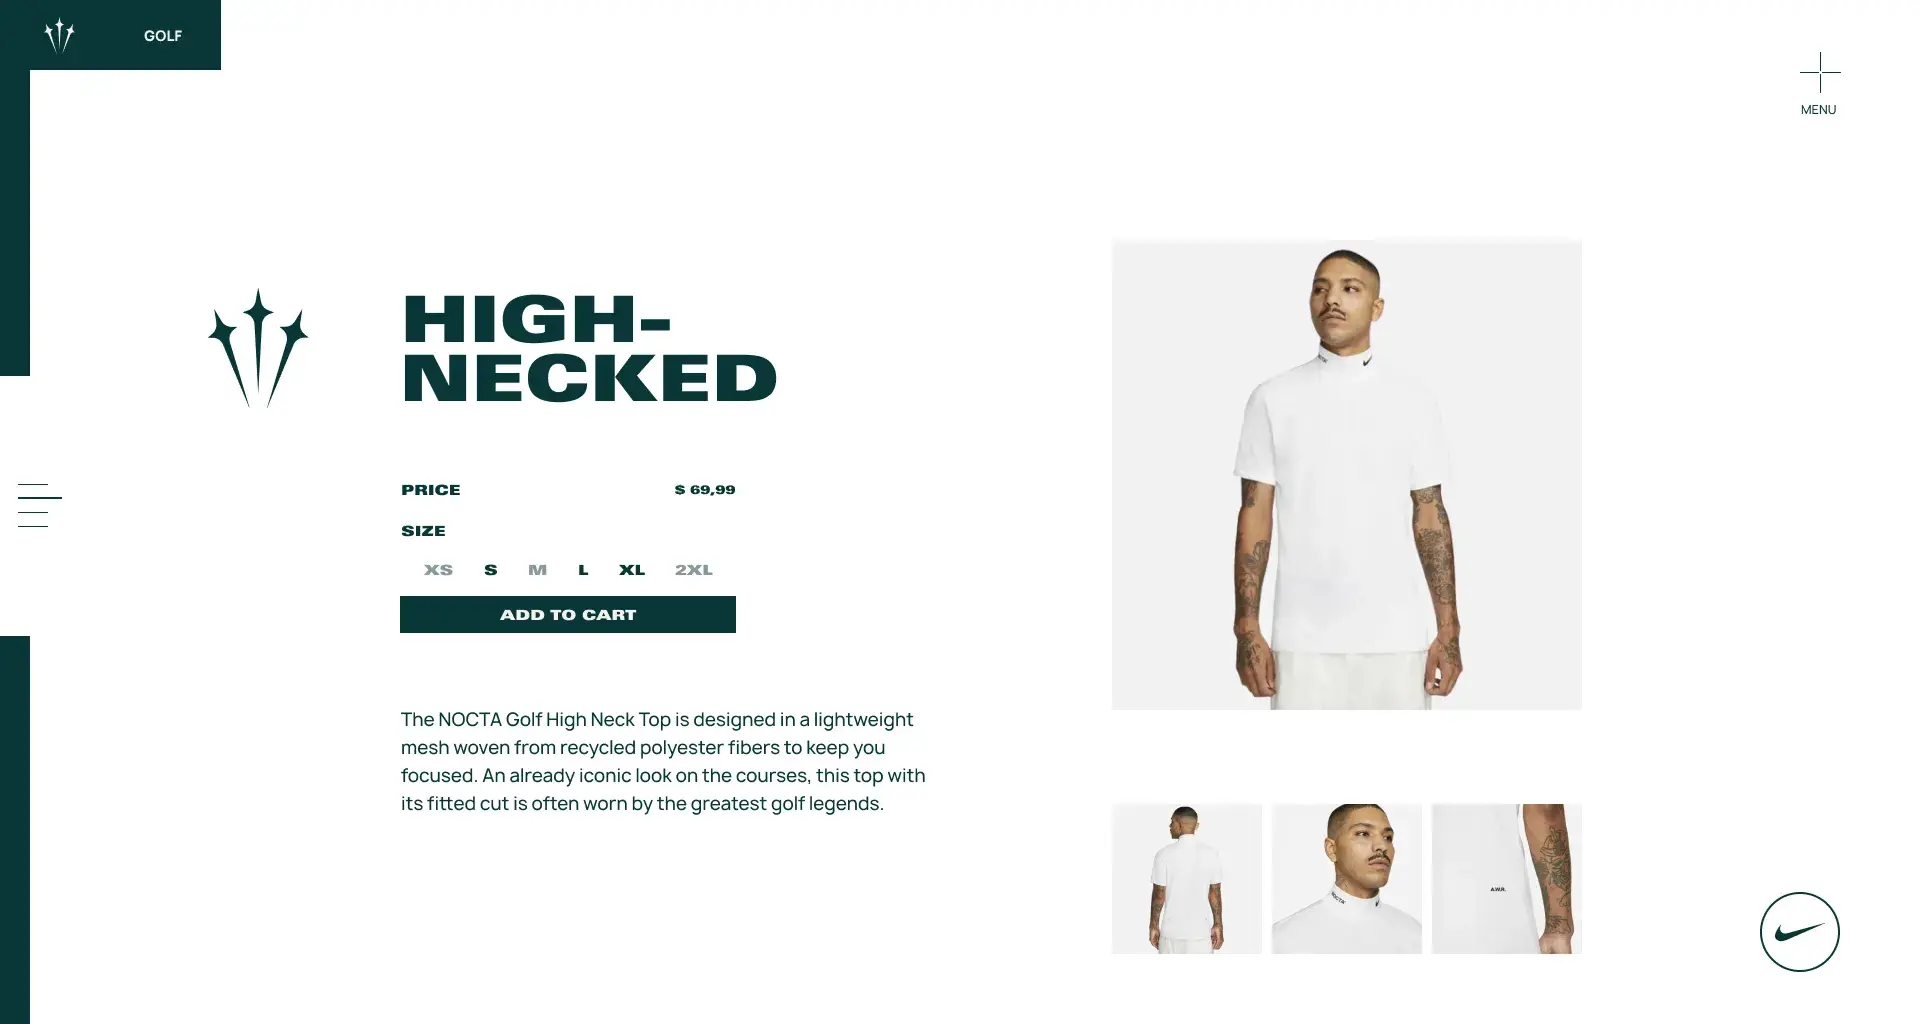 GOLF
MENU
HIGH-
NECKED
PRICE $ 69,99
SIZE
XS S M L XL 2XL
ADD TO CART
The NOCTA Golf High Neck Top is designed in a lightweight
mesh woven from recycled polyester fibers to keep you
focused. An already iconic look on the courses, this top with
its fitted cut is often worn by the greatest golf legends.
NOCTA
A.W.R.